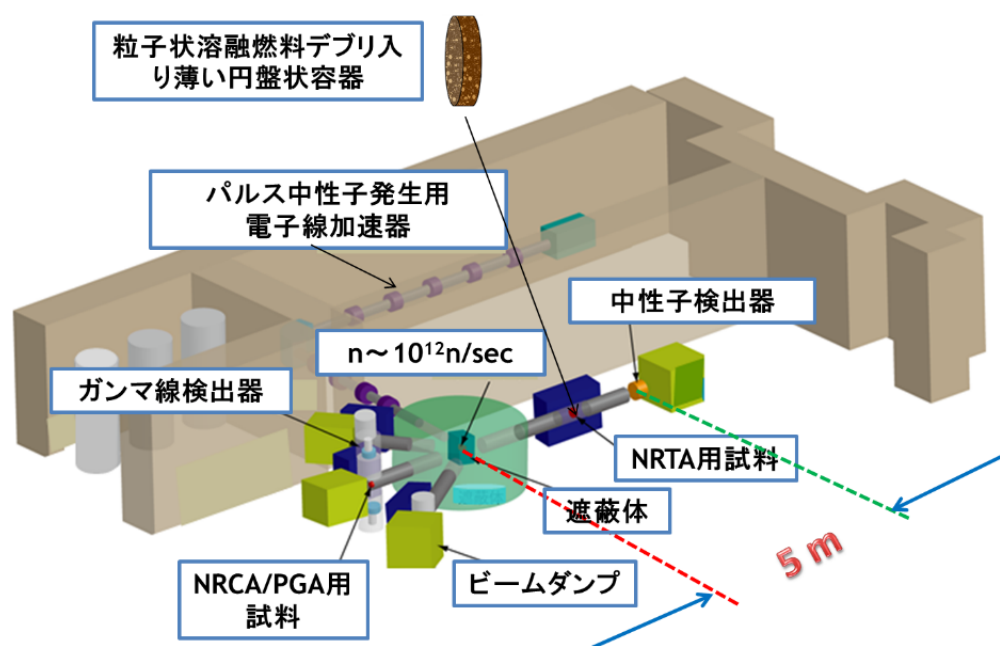 粒子状溶融燃料デブリ入
り薄い円盤状容器
パルス中性子発生用
電子線加速器
中性子検出器
n～10¹²n/sec
ガンマ線検出器
NRTA用試料
遮蔽体
遮蔽体
5 m
NRCA/PGA用
試料
ビームダンプ